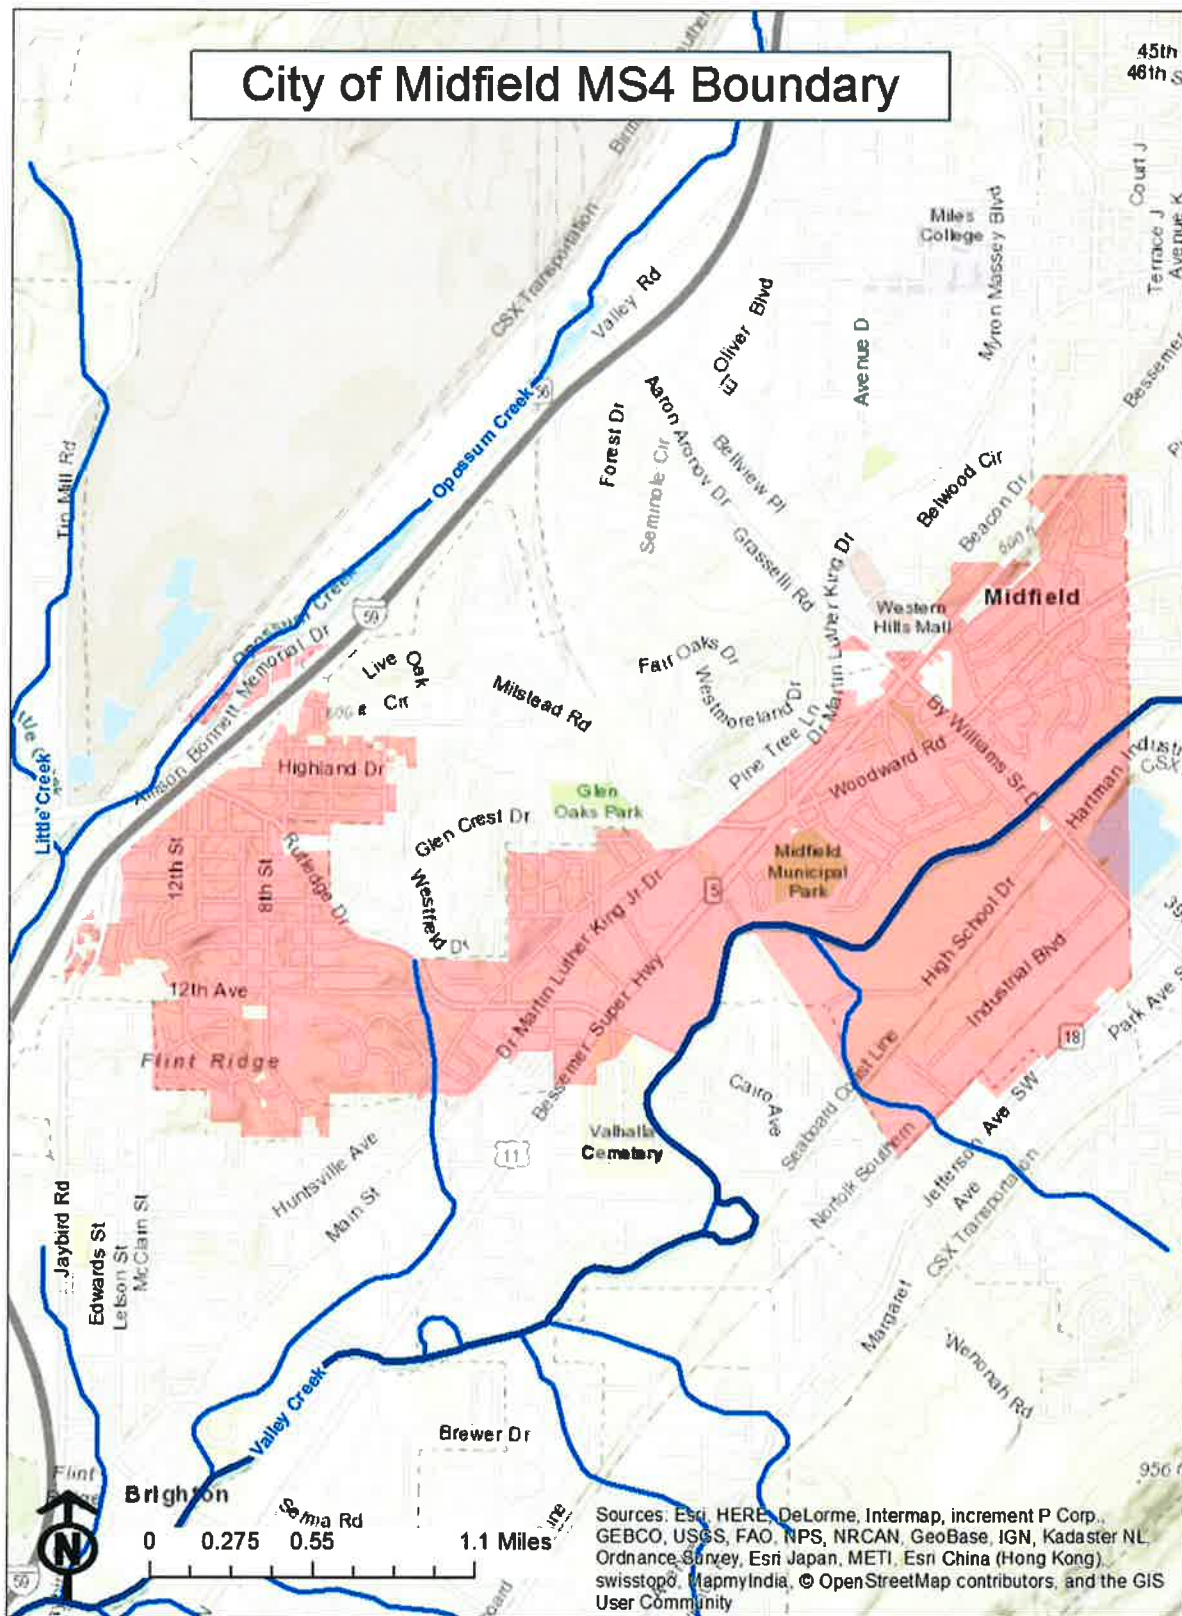 City of Midfield MS4 Boundary
45th
46th S
Birm
CSX Transportation
Miles
College
Myron Massey Blvd
Court J
Terrace J
Avenue K
Bessemer
Valley Rd
El Oliver Blvd
Avenue D
Opossum Creek
Forest Dr
Seminole Cir
Aaron Aronov Dr
Bellview Pl
Belwood Cir
Beacon Dr
600 ft
Tin Mill Rd
Grasselli Rd
Dr Martin Luther King Dr
Western
Hills Mall
Midfield
59
Opossum Creek
Allison Bonnett Memorial Dr
Live Oak
Cir
Milstead Rd
Fair Oaks Dr
Westmoreland Dr
Pine Tree Ln
By Williams Sr Dr
Woodward Rd
Hartman Industr
CSX
Little Creek
Highland Dr
Glen
Oaks Park
Glen Crest Dr
Westfield Dr
12th St
8th St
Rutledge Dr
Midfield
Municipal
Park
5
Dr Martin Luther King Jr Dr
Bessemer Super Hwy
High School Dr
Industrial Blvd
39
Park Ave S
18
12th Ave
Flint Ridge
Cairo Ave
Seaboard Coast Line
Norfolk Southern
Jefferson Ave SW
Ave
CSX Transportation
Valhalla
Cemetery
11
Huntsville Ave
Main St
Jaybird Rd
Edwards St
Letson St
McClain St
Margaret
Wenonah Rd
Valley Creek
Brewer Dr
956 f
Flint
Brighton
Selma Rd
N
59
0 0.275 0.55 1.1 Miles
Sources: Esri, HERE, DeLorme, Intermap, increment P Corp.,
GEBCO, USGS, FAO, NPS, NRCAN, GeoBase, IGN, Kadaster NL,
Ordnance Survey, Esri Japan, METI, Esri China (Hong Kong),
swisstopo, MapmyIndia, © OpenStreetMap contributors, and the GIS
User Community